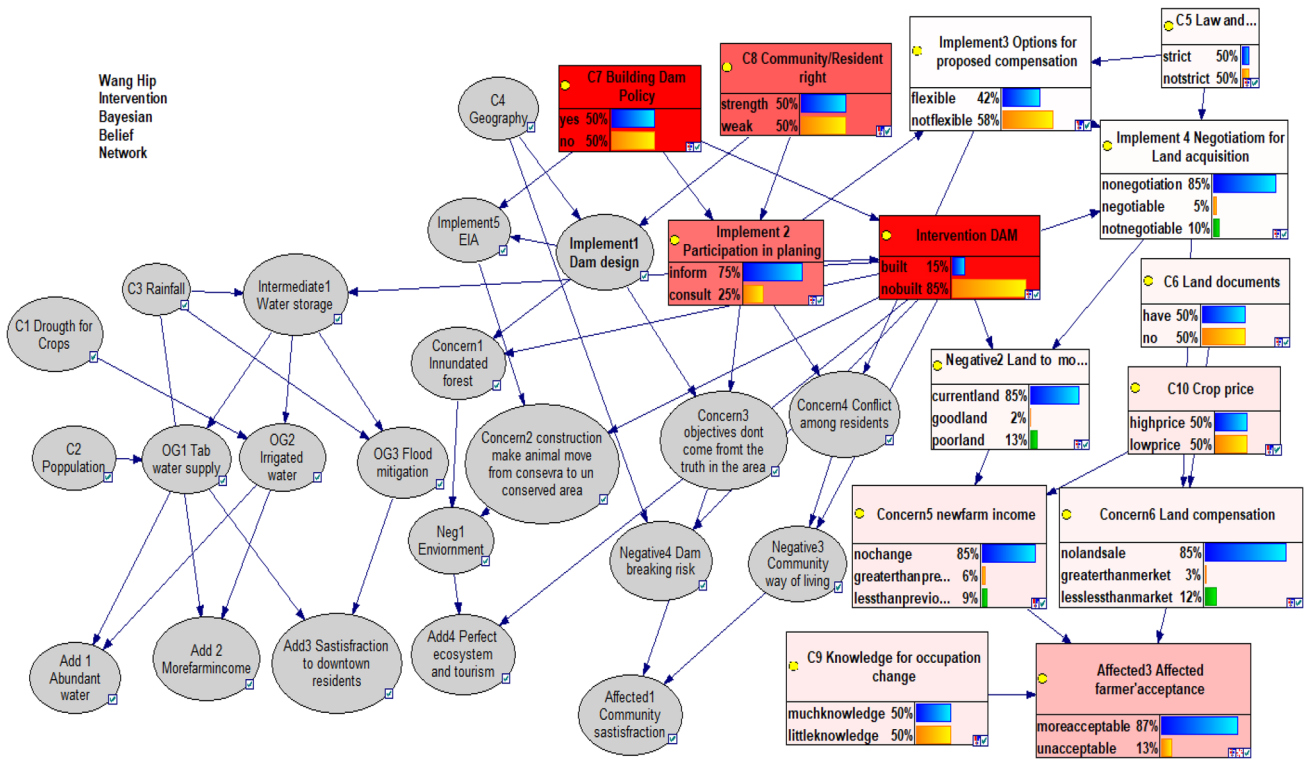 Wang Hip
Intervention
Bayesian
Belief
Network
C4
Geography
C7 Building Dam
Policy
yes 50%
no 50%
C8 Community/Resident
right
strength 50%
weak 50%
Implement3 Options for
proposed compensation
flexible 42%
notflexible 58%
C5 Law and...
strict 50%
notstrict 50%
Implement 4 Negotiatiom for
Land acquisition
nonegotiation 85%
negotiable 5%
notnegotiable 10%
Implement5
EIA
Implement1
Dam design
Implement 2
Participation in planing
inform 75%
consult 25%
Intervention DAM
built 15%
nobuilt 85%
C6 Land documents
have 50%
no 50%
C3 Rainfall
Intermediate1
Water storage
C1 Drougth for
Crops
Concern1
Innundated
forest
Negative2 Land to mo...
currentland 85%
goodland 2%
poorland 13%
C10 Crop price
highprice 50%
lowprice 50%
C2
Poppulation
OG1 Tab
water supply
OG2
Irrigated
water
OG3 Flood
mitigation
Concern2 construction
make animal move
from consevra to un
conserved area
Concern3
objectives dont
come fromt the
truth in the area
Concern4 Conflict
among residents
Concern5 newfarm income
nochange 85%
greaterthanpre... 6%
lessthanprevio... 9%
Concern6 Land compensation
nolandsale 85%
greaterthanmarket 3%
lesslessthanmarket 12%
Neg1
Enviornment
Negative4 Dam
breaking risk
Negative3
Community
way of living
Add 1
Abundant
water
Add 2
Morefarmincome
Add3 Sastisfraction
to downtown
residents
Add4 Perfect
ecosystem
and tourism
Affected1
Community
sastisfraction
C9 Knowledge for occupation
change
muchknowledge 50%
littleknowledge 50%
Affected3 Affected
farmer'acceptance
moreacceptable 87%
unacceptable 13%